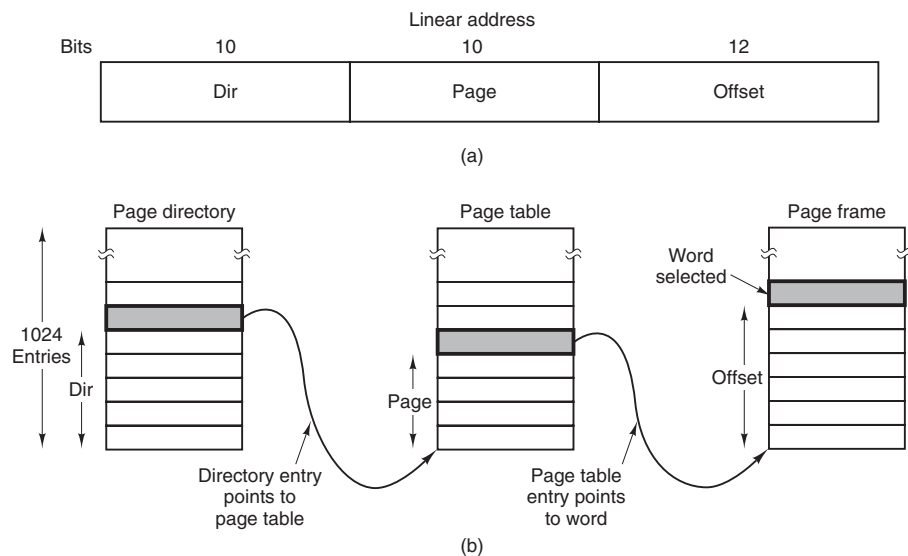 Linear address
Bits 10 10 12
Dir Page Offset
(a)
Page directory Page table Page frame
Word
selected
1024
Entries
Dir
Page
Offset
Directory entry
points to
page table
Page table
entry points
to word
(b)